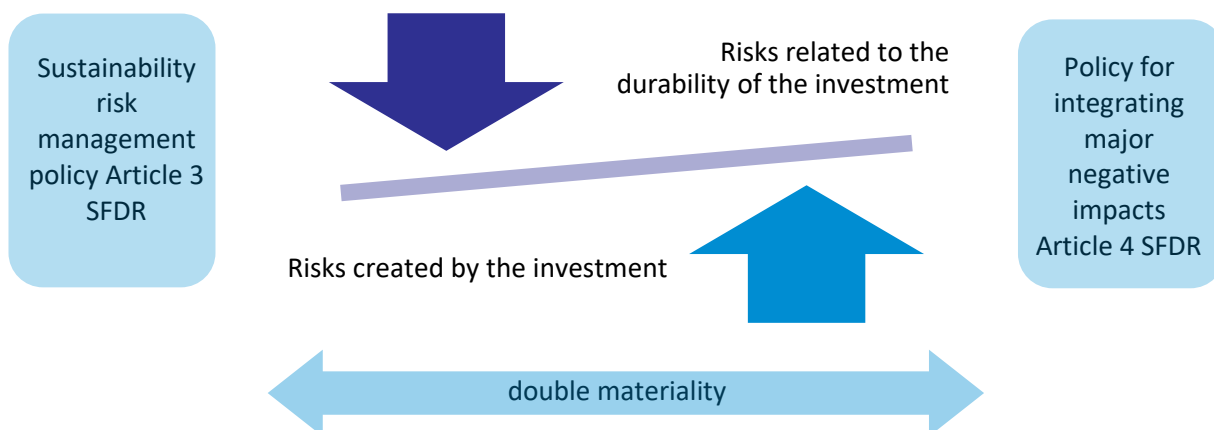 Sustainability
risk
management
policy Article 3
SFDR
Risks related to the
durability of the investment
Risks created by the investment
Policy for
integrating
major
negative
impacts
Article 4 SFDR
double materiality